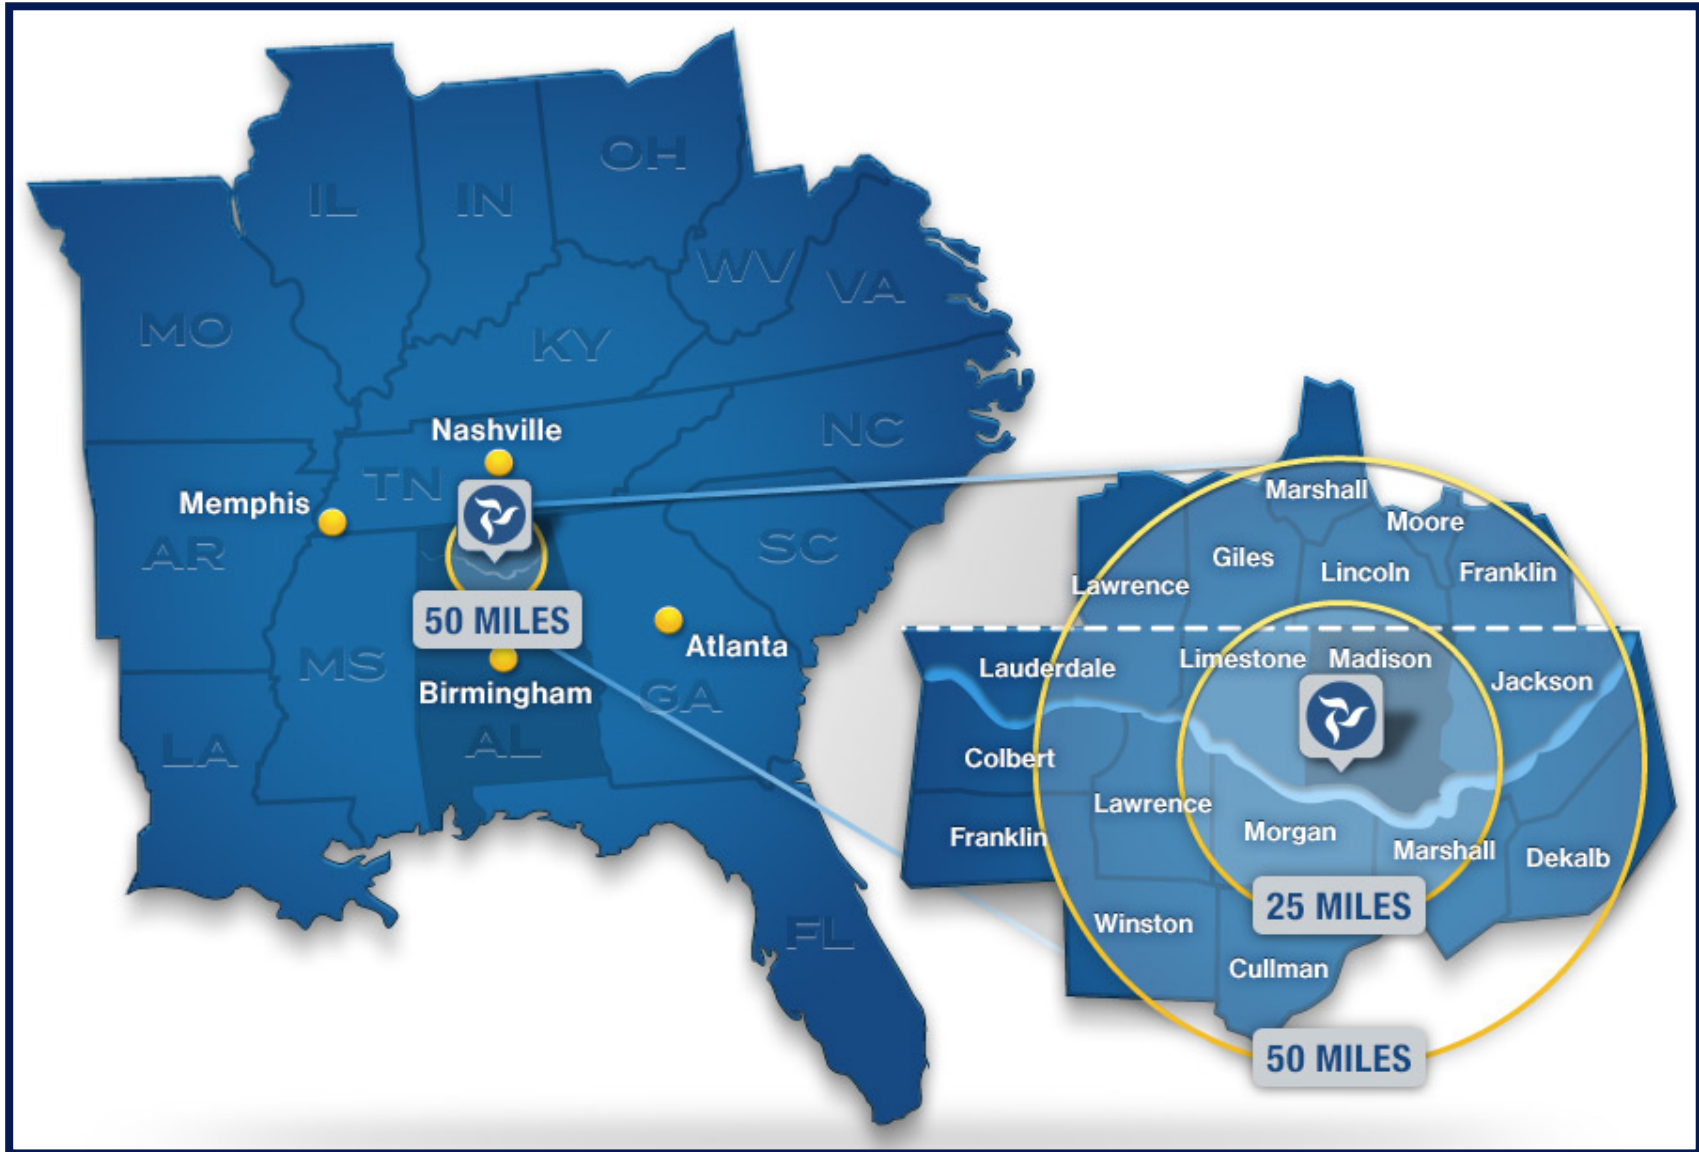 OH
IL
IN
WV
VA
MO
KY
NC
Nashville
TN
Memphis
AR
SC
50 MILES
Atlanta
MS
Birmingham
GA
AL
LA
FL
Marshall
Moore
Giles
Lincoln
Franklin
Lawrence
Limestone
Madison
Lauderdale
Jackson
Colbert
Lawrence
Morgan
Franklin
Marshall
Dekalb
25 MILES
Winston
Cullman
50 MILES